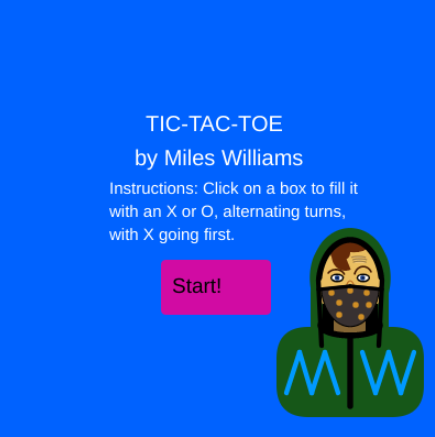 TIC-TAC-TOE
by Miles Williams
Instructions: Click on a box to fill it
with an X or O, alternating turns,
with X going first.
Start!
M W